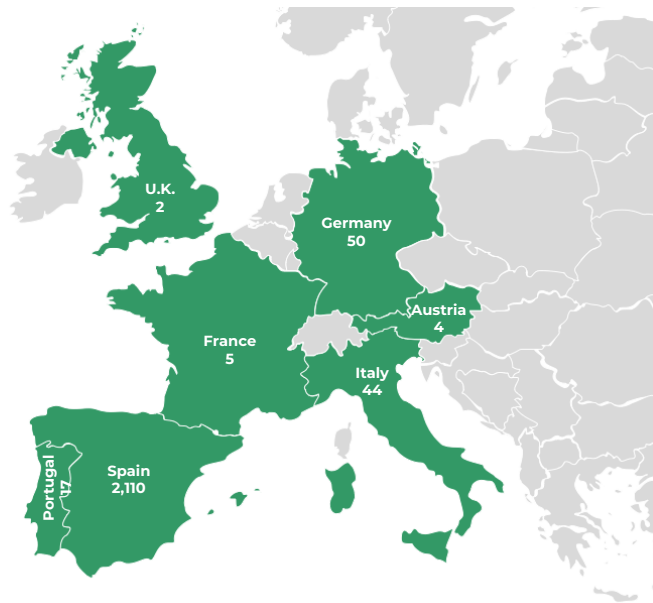 U.K.
2
Germany
50
Austria
4
France
5
Italy
44
Portugal
17
Spain
2,110